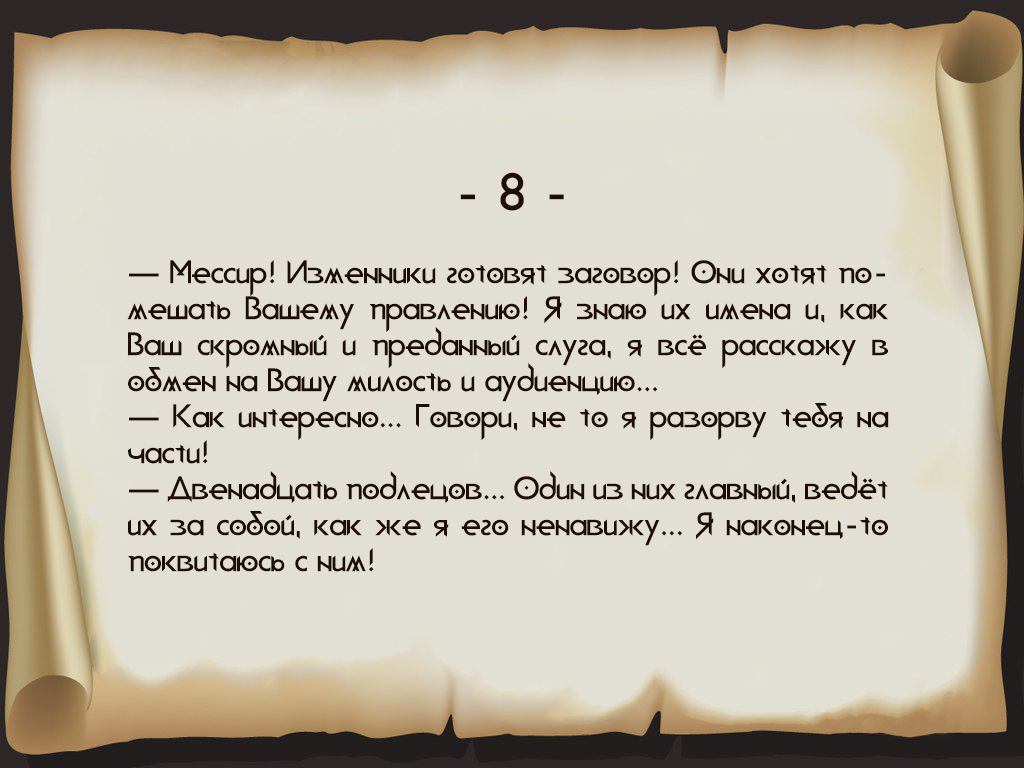 - 8 -
— Мессир! Изменники готовят заговор! Они хотят по-
мешать Вашему правлению! Я знаю их имена и, как
Ваш скромный и преданный слуга, я всё расскажу в
обмен на Вашу милость и аудиенцию...
— Как интересно... Говори, не то я разорву тебя на
части!
— Двенадцать подлецов... Один из них главный, ведёт
их за собой, как же я его ненавижу... Я наконец-то
поквитаюсь с ним!